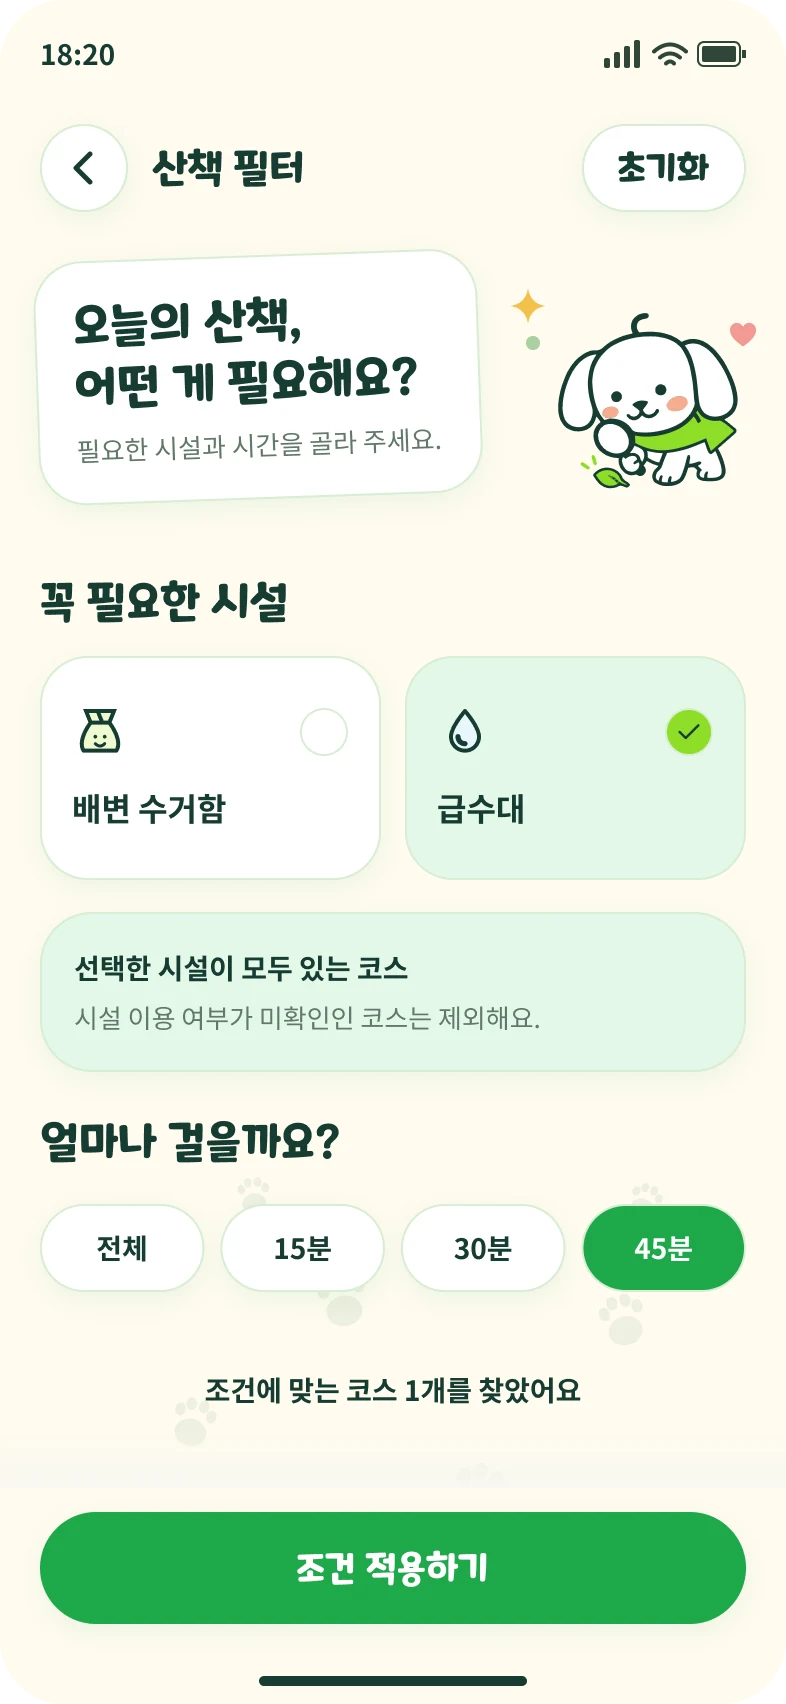 18:20
산책 필터
초기화
오늘의 산책,
어떤 게 필요해요?
필요한 시설과 시간을 골라 주세요.
꼭 필요한 시설
배변 수거함
급수대
선택한 시설이 모두 있는 코스
시설 이용 여부가 미확인인 코스는 제외해요.
얼마나 걸을까요?
전체
15분
30분
45분
조건에 맞는 코스 1개를 찾았어요
조건 적용하기